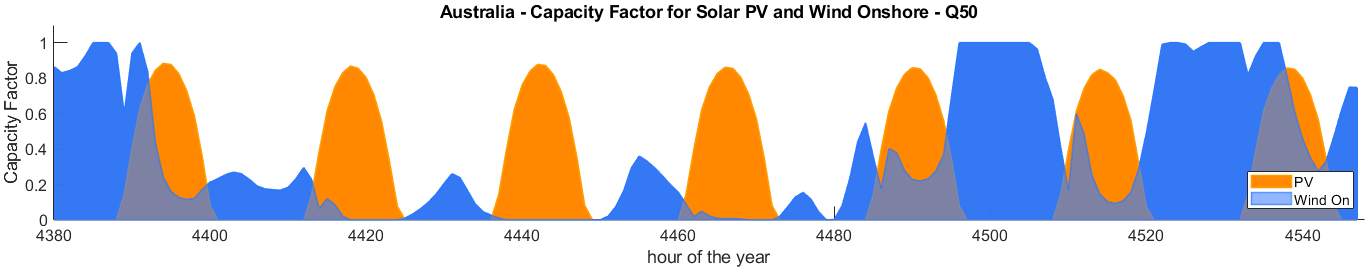 Australia - Capacity Factor for Solar PV and Wind Onshore - Q50
Capacity Factor
1
0.8
0.6
0.4
0.2
0
4380 4400 4420 4440 4460 4480 4500 4520 4540
hour of the year
PV
Wind On